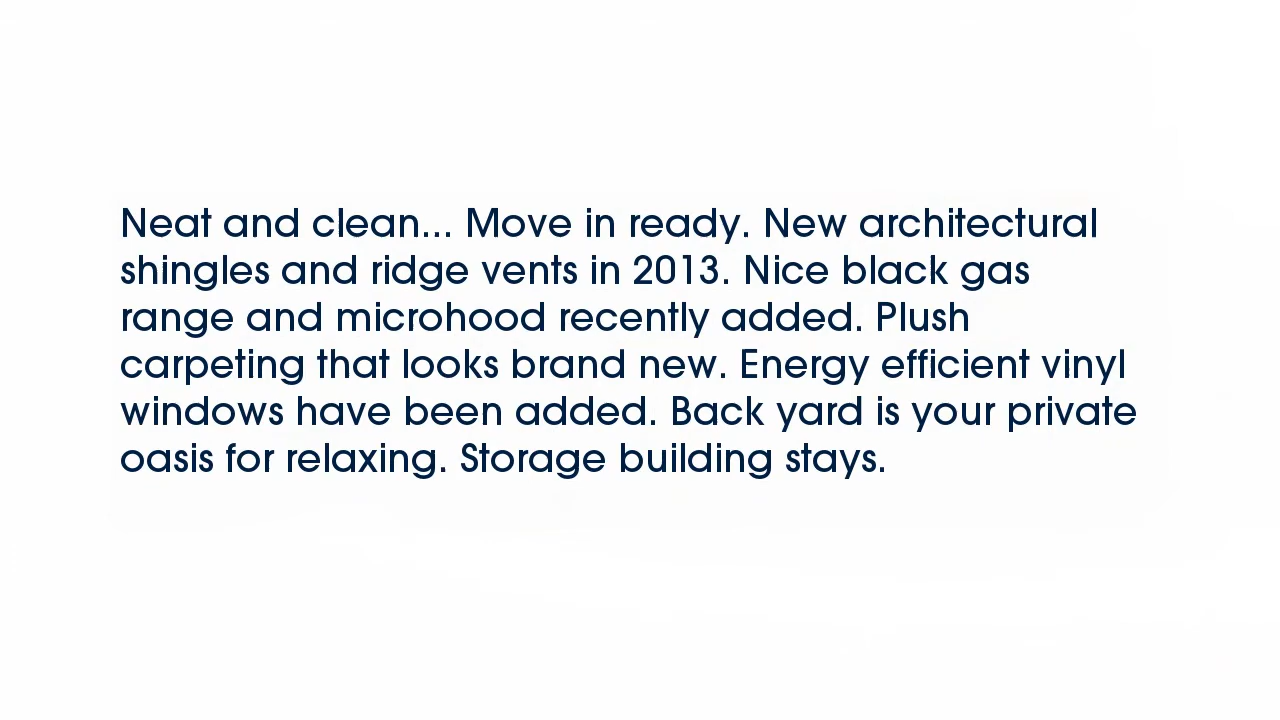 Neat and clean... Move in ready. New architectural
shingles and ridge vents in 2013. Nice black gas
range and microhood recently added. Plush
carpeting that looks brand new. Energy efficient vinyl
windows have been added. Back yard is your private
oasis for relaxing. Storage building stays.